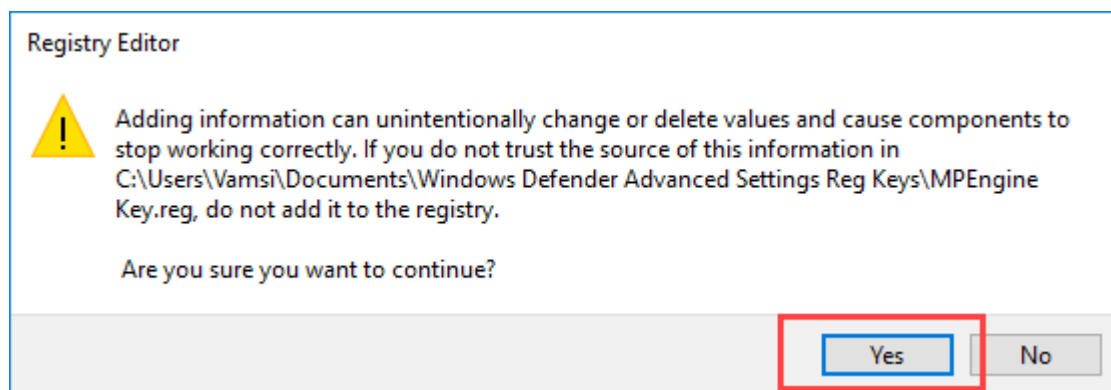 Registry Editor
!
Adding information can unintentionally change or delete values and cause components to
stop working correctly. If you do not trust the source of this information in
C:\Users\Vamsi\Documents\Windows Defender Advanced Settings Reg Keys\MPEngine
Key.reg, do not add it to the registry.
Are you sure you want to continue?
Yes No